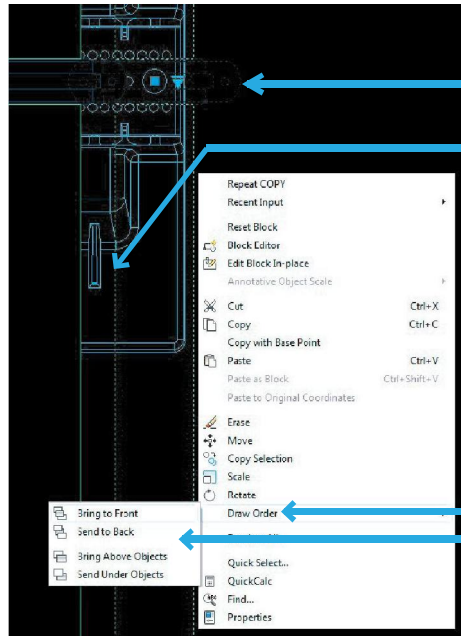 Repeat COPY
Recent Input
Reset Block
Block Editor
Edit Block In-place
Annotative Object Scale
Cut Ctrl+X
Copy Ctrl+C
Copy with Base Point
Paste Ctrl+V
Paste as Block Ctrl+Shift+V
Paste to Original Coordinates
Erase
Move
Copy Selection
Scale
Rotate
Draw Order
Quick Select...
QuickCalc
Find...
Properties
Bring to Front
Send to Back
Bring Above Objects
Send Under Objects